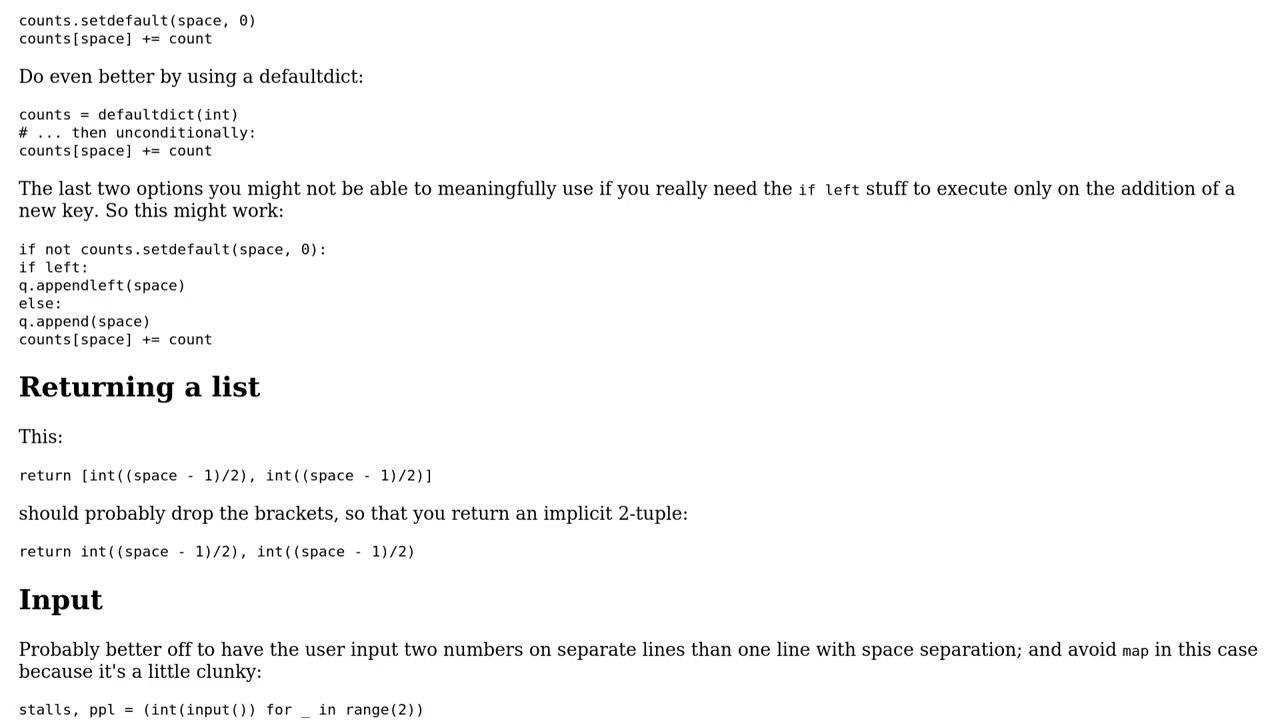 counts.setdefault(space, 0)
counts[space] += count
Do even better by using a defaultdict:
counts = defaultdict(int)
# ... then unconditionally:
counts[space] += count
The last two options you might not be able to meaningfully use if you really need the if left stuff to execute only on the addition of a
new key. So this might work:
if not counts.setdefault(space, 0):
if left:
q.appendleft(space)
else:
q.append(space)
counts[space] += count
Returning a list
This:
return [int((space - 1)/2), int((space - 1)/2)]
should probably drop the brackets, so that you return an implicit 2-tuple:
return int((space - 1)/2), int((space - 1)/2)
Input
Probably better off to have the user input two numbers on separate lines than one line with space separation; and avoid map in this case
because it's a little clunky:
stalls, ppl = (int(input()) for _ in range(2))